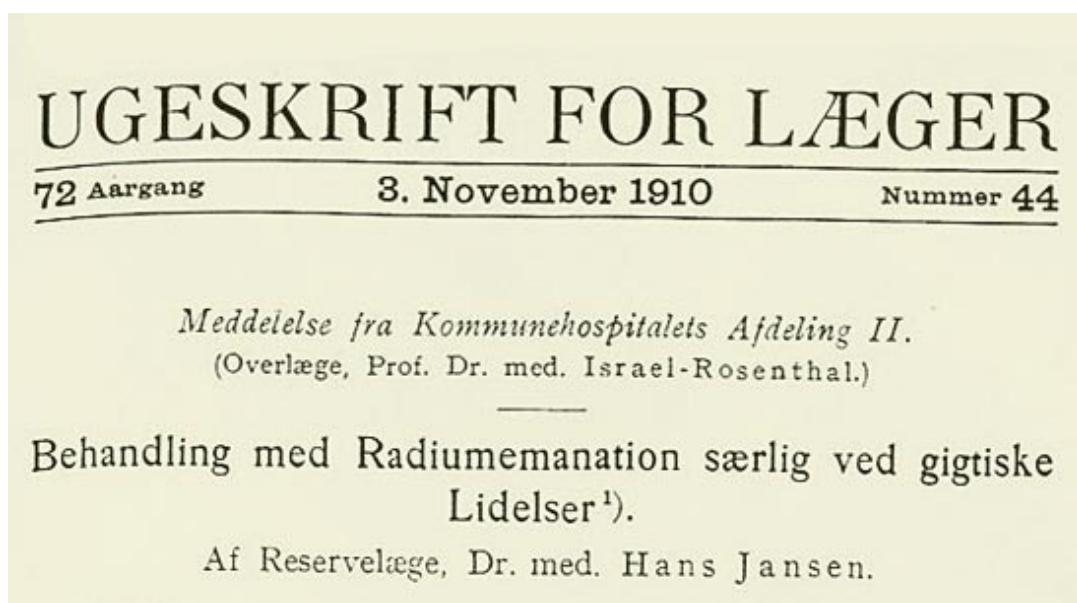 UGESKRIFT FOR LÆGER
72 Aargang 3. November 1910 Nummer 44
Meddelelse fra Kommunehospitalets Afdeling II.
(Overlæge, Prof. Dr. med. Israel-Rosenthal.)
Behandling med Radiumemanation særlig ved gigtiske
Lidelser¹).
Af Reservelæge, Dr. med. Hans Jansen.